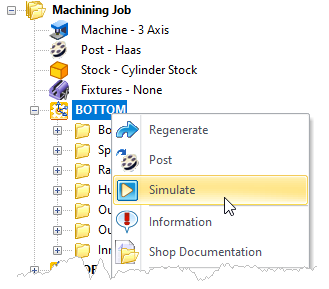 Machining Job
Machine - 3 Axis
Post - Haas
Stock - Cylinder Stock
Fixtures - None
BOTTOM
Regenerate
Post
Simulate
Information
Shop Documentation